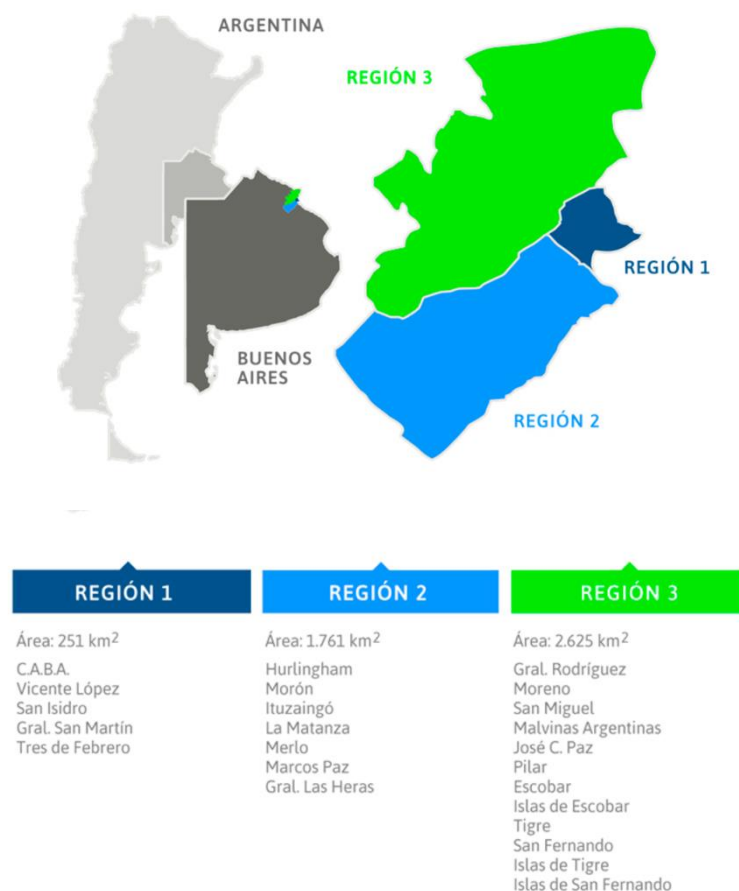 ARGENTINA
REGIÓN 3
REGIÓN 1
BUENOS
AIRES
REGIÓN 2
REGIÓN 1
Área: 251 km²
C.A.B.A.
Vicente López
San Isidro
Gral. San Martín
Tres de Febrero
REGIÓN 2
Área: 1.761 km²
Hurlingham
Morón
Ituzaingó
La Matanza
Merlo
Marcos Paz
Gral. Las Heras
REGIÓN 3
Área: 2.625 km²
Gral. Rodríguez
Moreno
San Miguel
Malvinas Argentinas
José C. Paz
Pilar
Escobar
Islas de Escobar
Tigre
San Fernando
Islas de Tigre
Islas de San Fernando